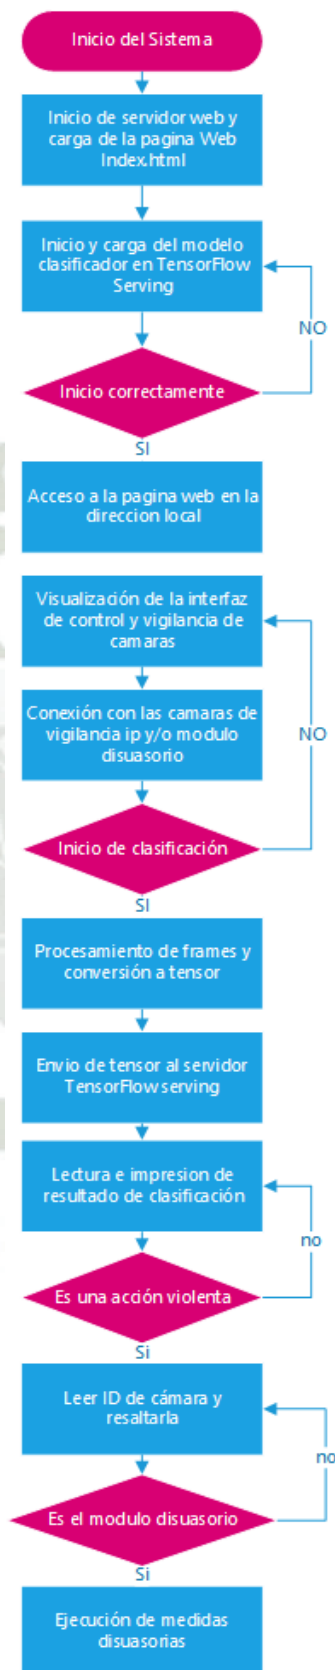 Inicio del Sistema
Inicio de servidor web y
carga de la pagina Web
Index.html
Inicio y carga del modelo
clasificador en TensorFlow
Serving
NO
Inicio correctamente
SI
Acceso a la pagina web en la
direccion local
Visualización de la interfaz
de control y vigilancia de
camaras
NO
Conexión con las camaras de
vigilancia ip y/o modulo
disuasorio
Inicio de clasificación
SI
Procesamiento de frames y
conversión a tensor
Envio de tensor al servidor
TensorFlow serving
Lectura e impresion de
resultado de clasificación
no
Es una acción violenta
Si
Leer ID de cámara y
resaltarla
no
Es el modulo disuasorio
Si
Ejecución de medidas
disuasorias